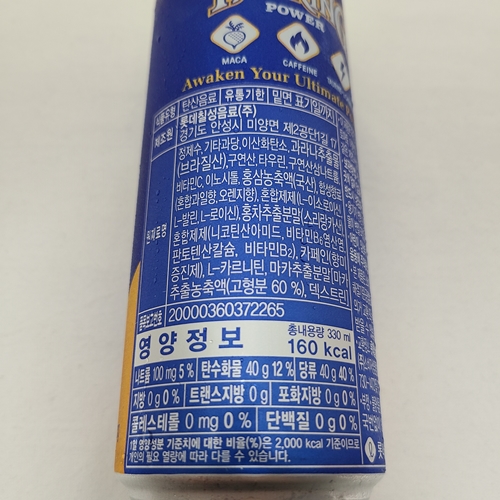 POWER
MACA
CAFFEINE
Awaken Your Ultimate
식품유형 탄산음료 유통기한 밑면 표기일까지
제조원 롯데칠성음료(주)
경기도 안성시 미양면 제2공단1길 17
정제수, 기타과당, 이산화탄소, 과라나추출물
(브라질산), 구연산, 타우린, 구연산삼나트륨,
비타민C, 이노시톨, 홍삼농축액(국산), 합성향료
(혼합과일향, 오렌지향), 혼합제제(L-이소로이신,
L-발린, L-로이신), 홍차추출분말(스리랑카산),
원재료명
혼합제제(니코틴산아미드, 비타민B₆염산염,
판토텐산칼슘, 비타민B₂), 카페인(향미
증진제), L-카르니틴, 마카추출분말(마카
추출농축액(고형분 60 %), 덱스트린)
품목보고번호 20000360372265
영양정보 총내용량 330 ml
160 kcal
나트륨 100 mg 5 % 탄수화물 40 g 12 % 당류 40 g 40 %
지방 0 g 0 % 트랜스지방 0 g 포화지방 0 g 0 %
콜레스테롤 0 mg 0 % 단백질 0 g 0 %
1일 영양성분 기준치에 대한 비율(%)은 2,000 kcal 기준이므로
개인의 필요 열량에 따라 다를 수 있습니다.